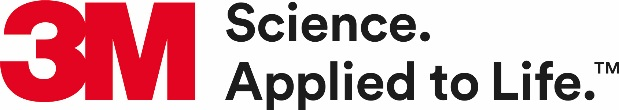 3M
Science.
Applied to Life.™